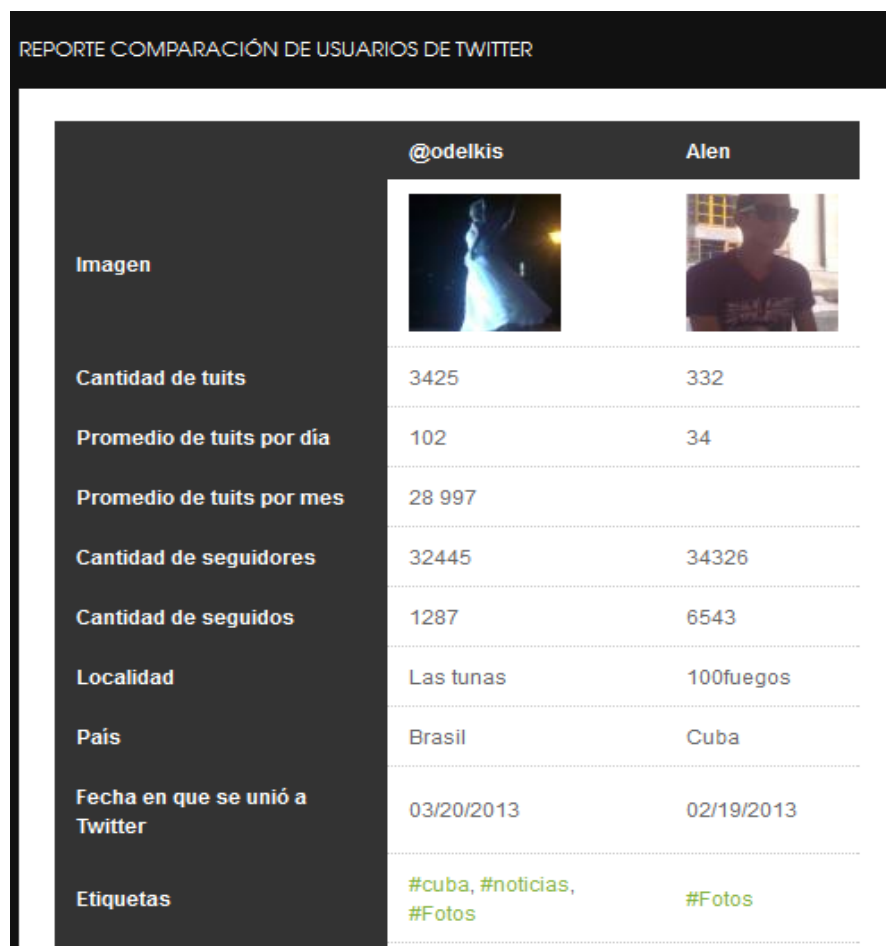 REPORTE COMPARACIÓN DE USUARIOS DE TWITTER
@odelkis Alen
Imagen
Cantidad de tuits 3425 332
Promedio de tuits por día 102 34
Promedio de tuits por mes 28 997
Cantidad de seguidores 32445 34326
Cantidad de seguidos 1287 6543
Localidad Las tunas 100fuegos
País Brasil Cuba
Fecha en que se unió a
Twitter 03/20/2013 02/19/2013
Etiquetas #cuba, #noticias,
#Fotos #Fotos